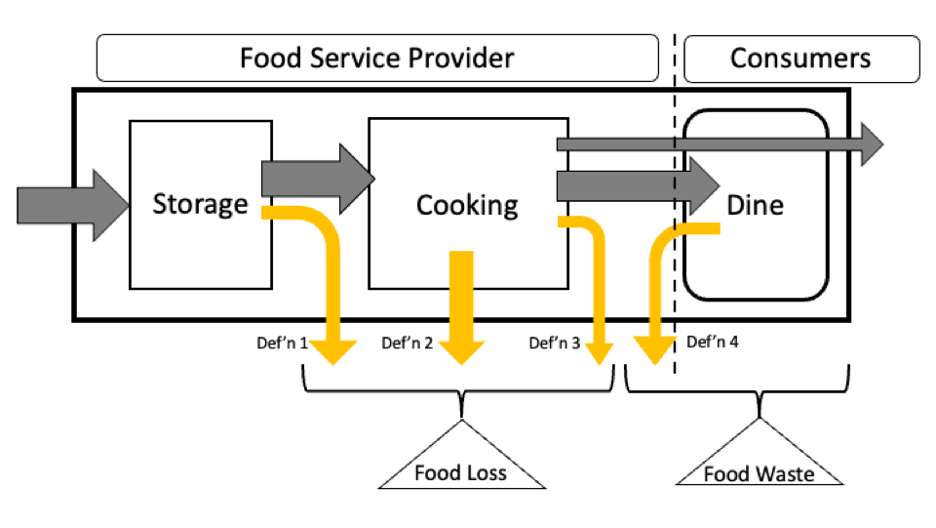 Food Service Provider
Consumers
Storage
Cooking
Dine
Def'n 1
Def'n 2
Def'n 3
Def'n 4
Food Loss
Food Waste